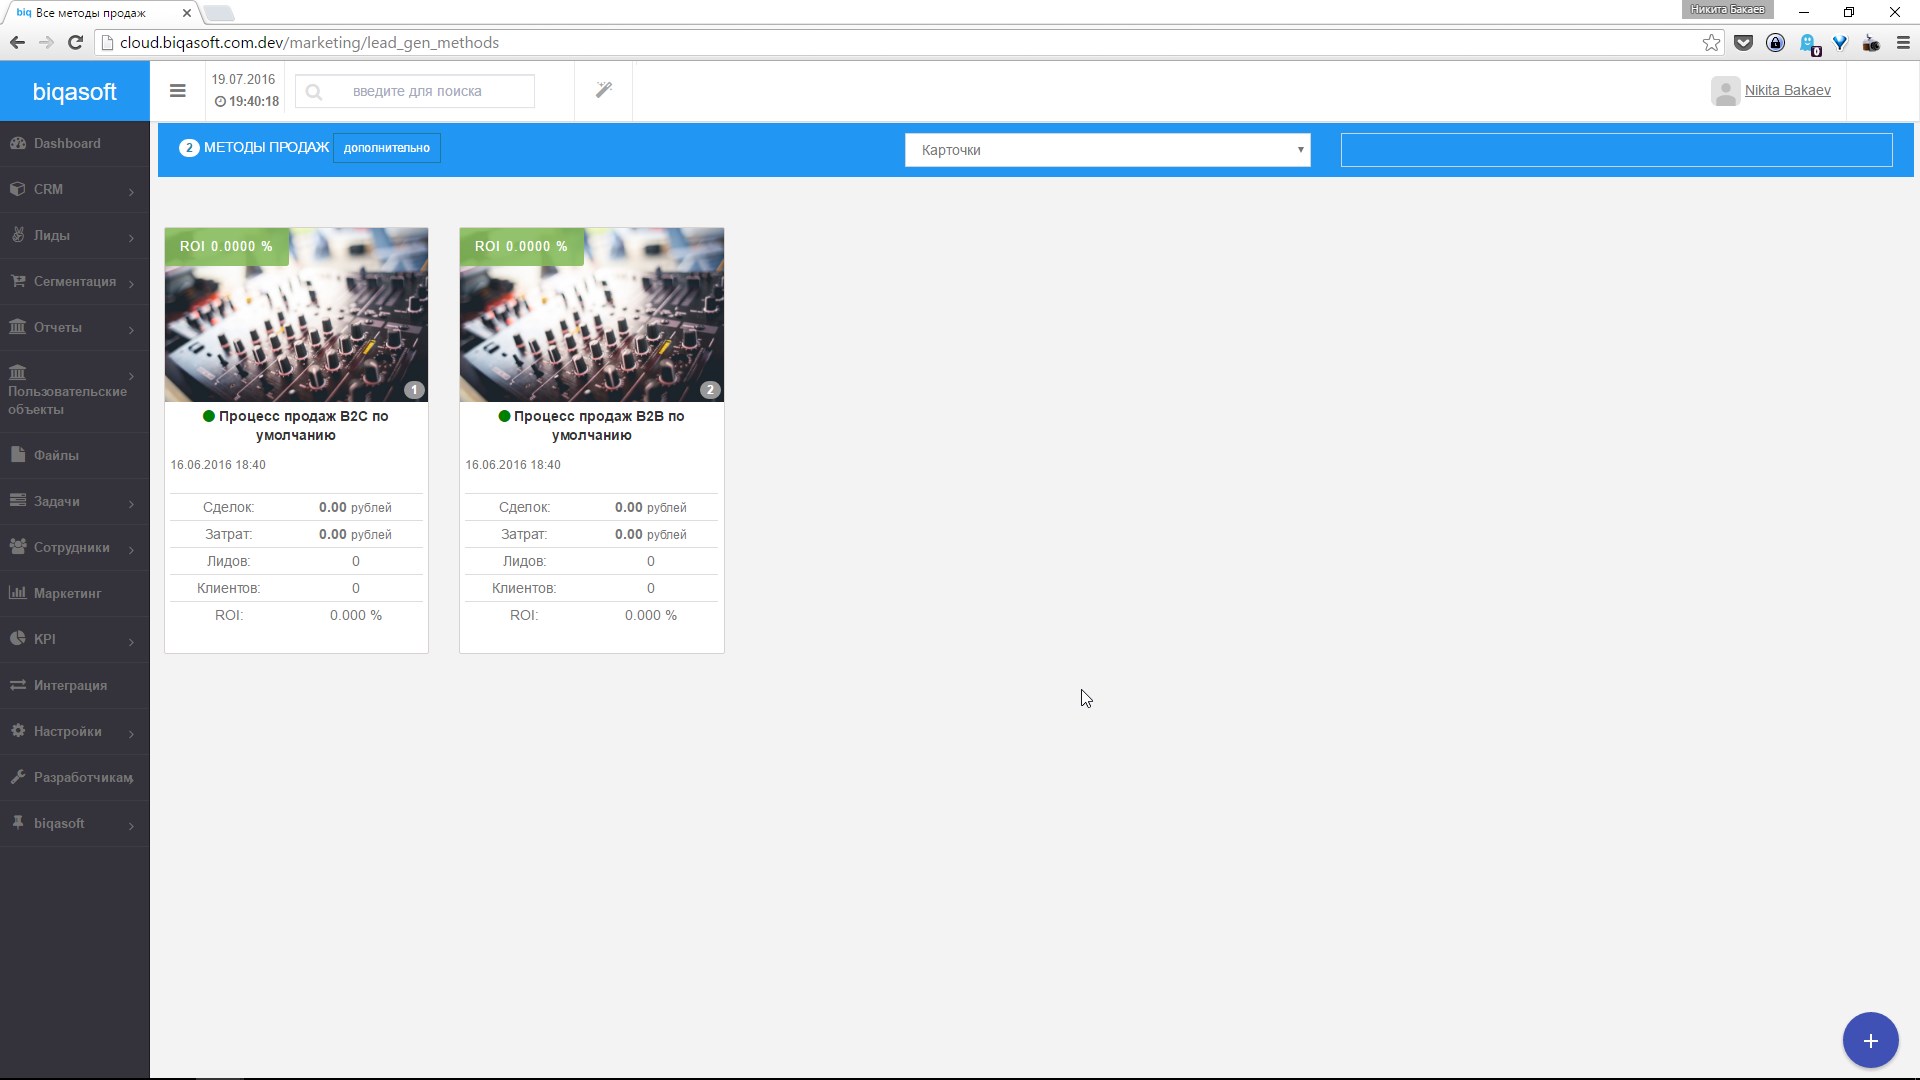 biq Все методы продаж
Никита Бакаев
cloud.biqasoft.com.dev/marketing/lead_gen_methods
biqasoft
19.07.2016
19:40:18
введите для поиска
Nikita Bakaev
2 МЕТОДЫ ПРОДАЖ дополнительно
Карточки
Dashboard
CRM
Лиды
Сегментация
Отчеты
Пользовательские
объекты
Файлы
Задачи
Сотрудники
Маркетинг
KPI
Интеграция
Настройки
Разработчикам
biqasoft
ROI 0.0000 %
1
Процесс продаж B2C по
умолчанию
16.06.2016 18:40
Сделок: 0.00 рублей
Затрат: 0.00 рублей
Лидов: 0
Клиентов: 0
ROI: 0.000 %
ROI 0.0000 %
2
Процесс продаж B2B по
умолчанию
16.06.2016 18:40
Сделок: 0.00 рублей
Затрат: 0.00 рублей
Лидов: 0
Клиентов: 0
ROI: 0.000 %